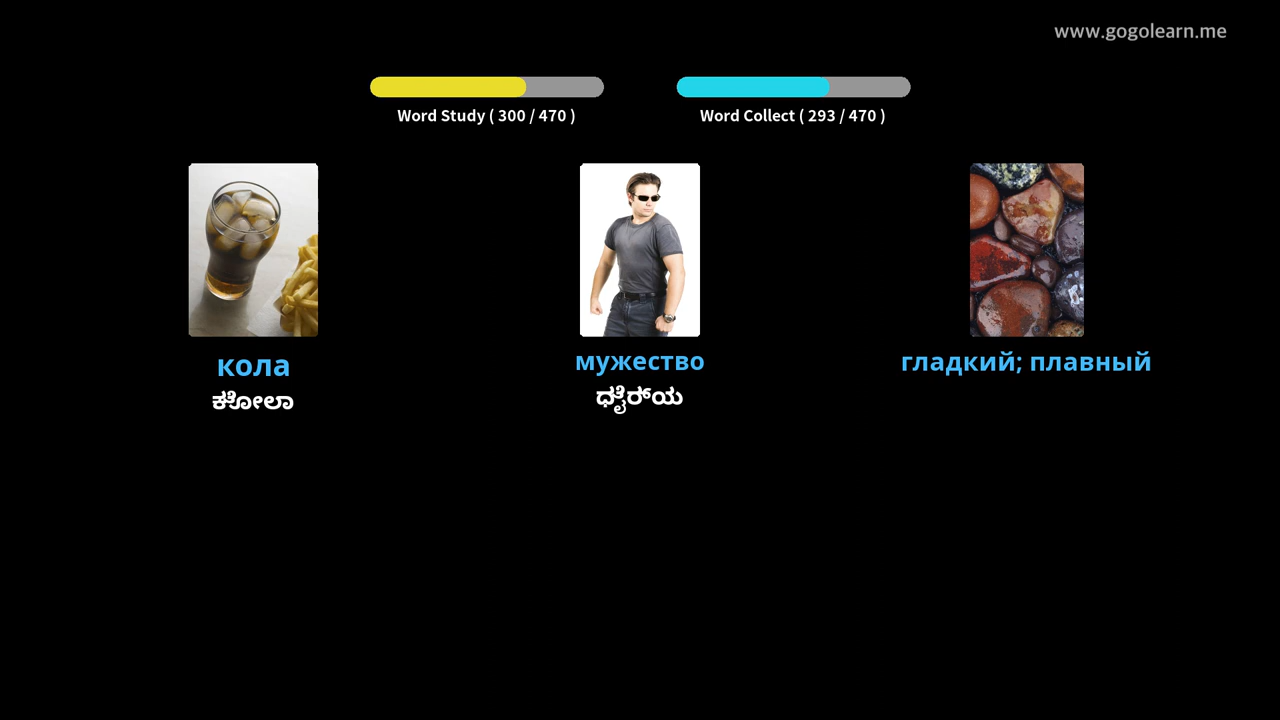 www.gogolearn.me
Word Study ( 300 / 470 )
Word Collect ( 293 / 470 )
кола
ಕೋಲಾ
мужество
ಧೈರ್ಯ
гладкий; плавный